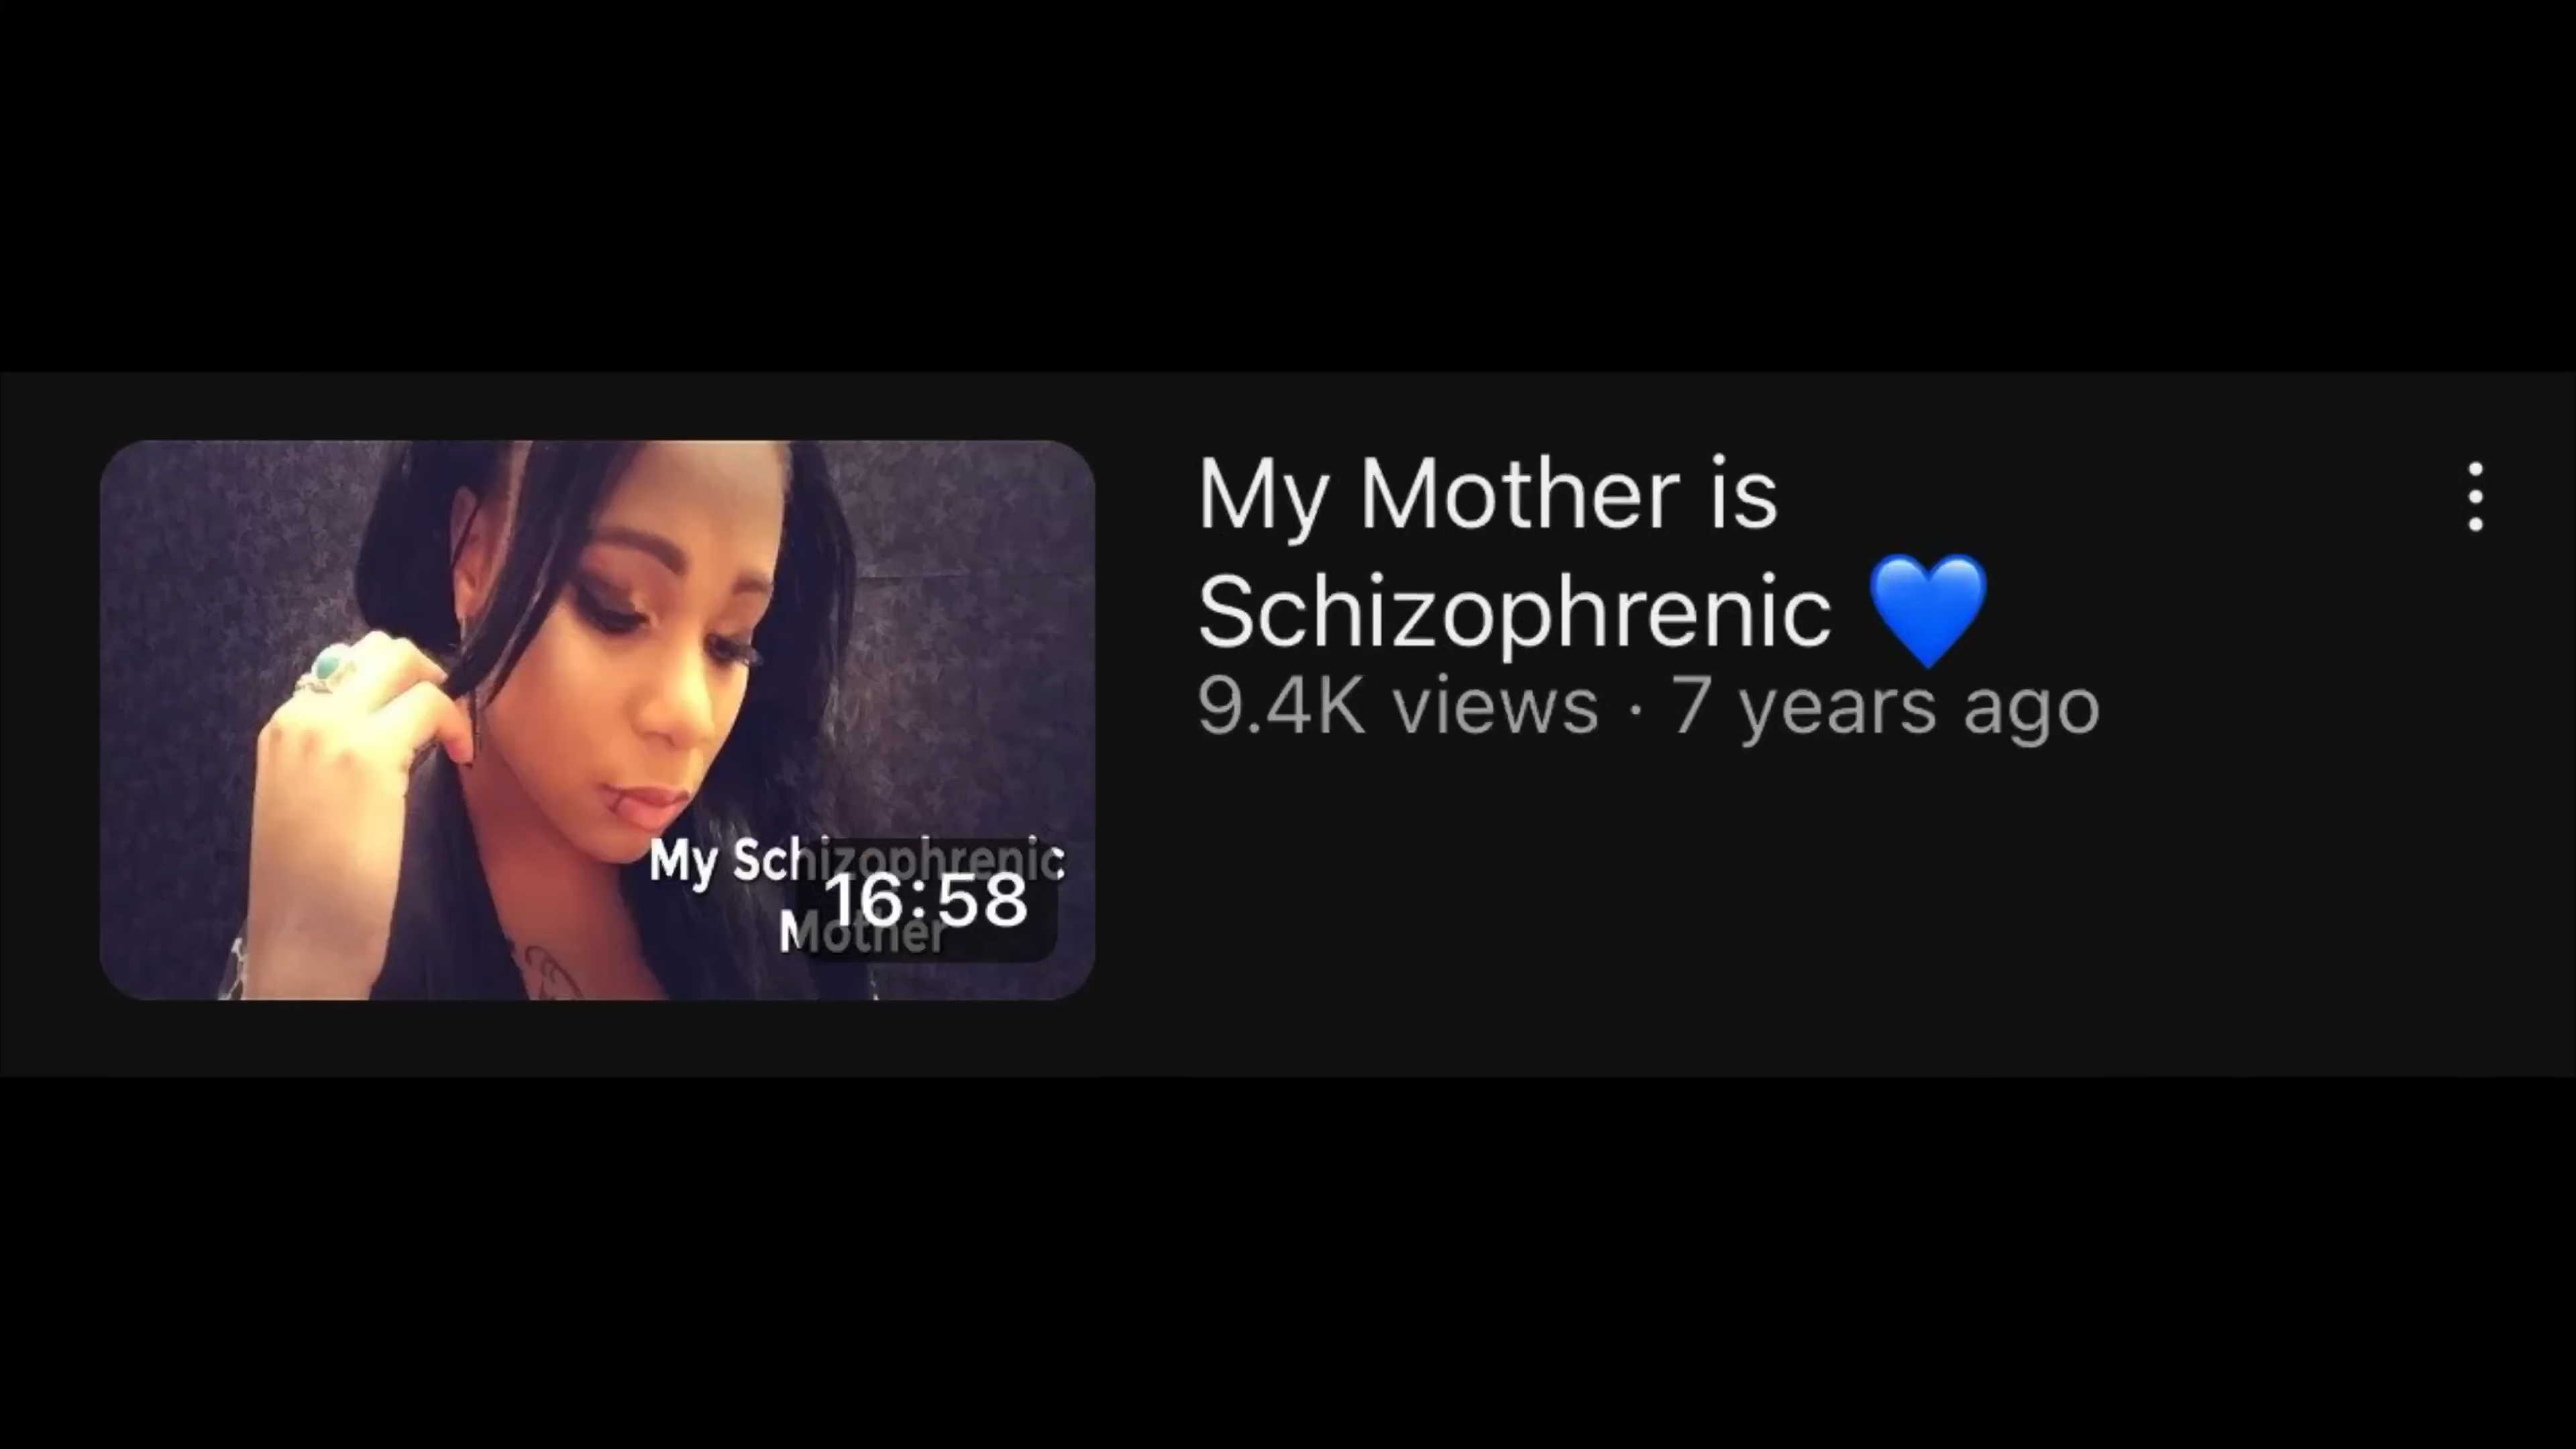 My Schizophrenic
Mother
16:58
My Mother is
Schizophrenic 💙
9.4K views · 7 years ago